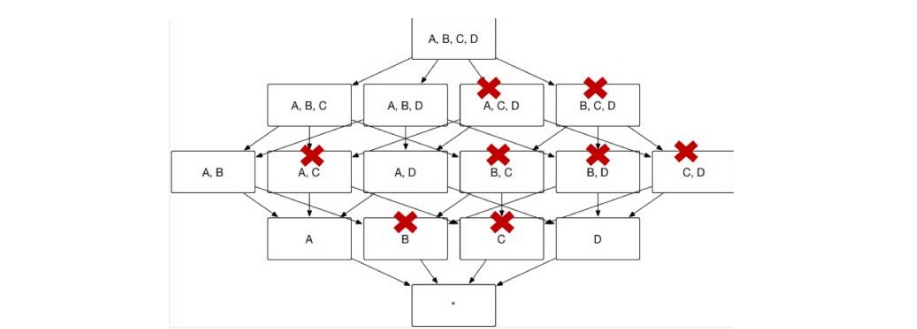 A, B, C, D
A, B, C A, B, D A, C, D B, C, D
A, B A, C A, D B, C B, D C, D
A B C D
*